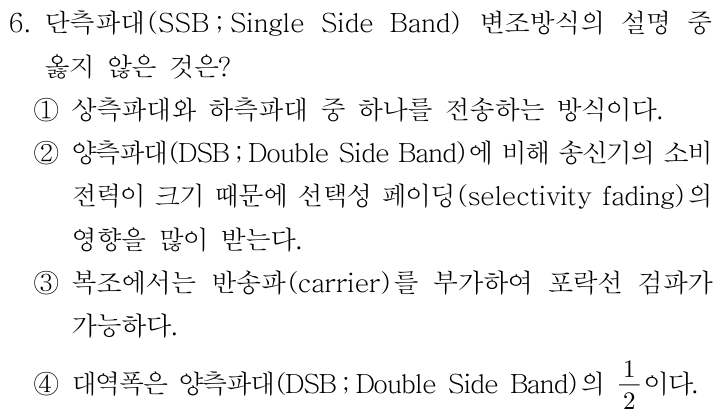 6. 단측파대(SSB ; Single Side Band) 변조방식의 설명 중
옳지 않은 것은?
① 상측파대와 하측파대 중 하나를 전송하는 방식이다.
② 양측파대(DSB ; Double Side Band)에 비해 송신기의 소비
전력이 크기 때문에 선택성 페이딩(selectivity fading)의
영향을 많이 받는다.
③ 복조에서는 반송파(carrier)를 부가하여 포락선 검파가
가능하다.
④ 대역폭은 양측파대(DSB ; Double Side Band)의 1/2이다.